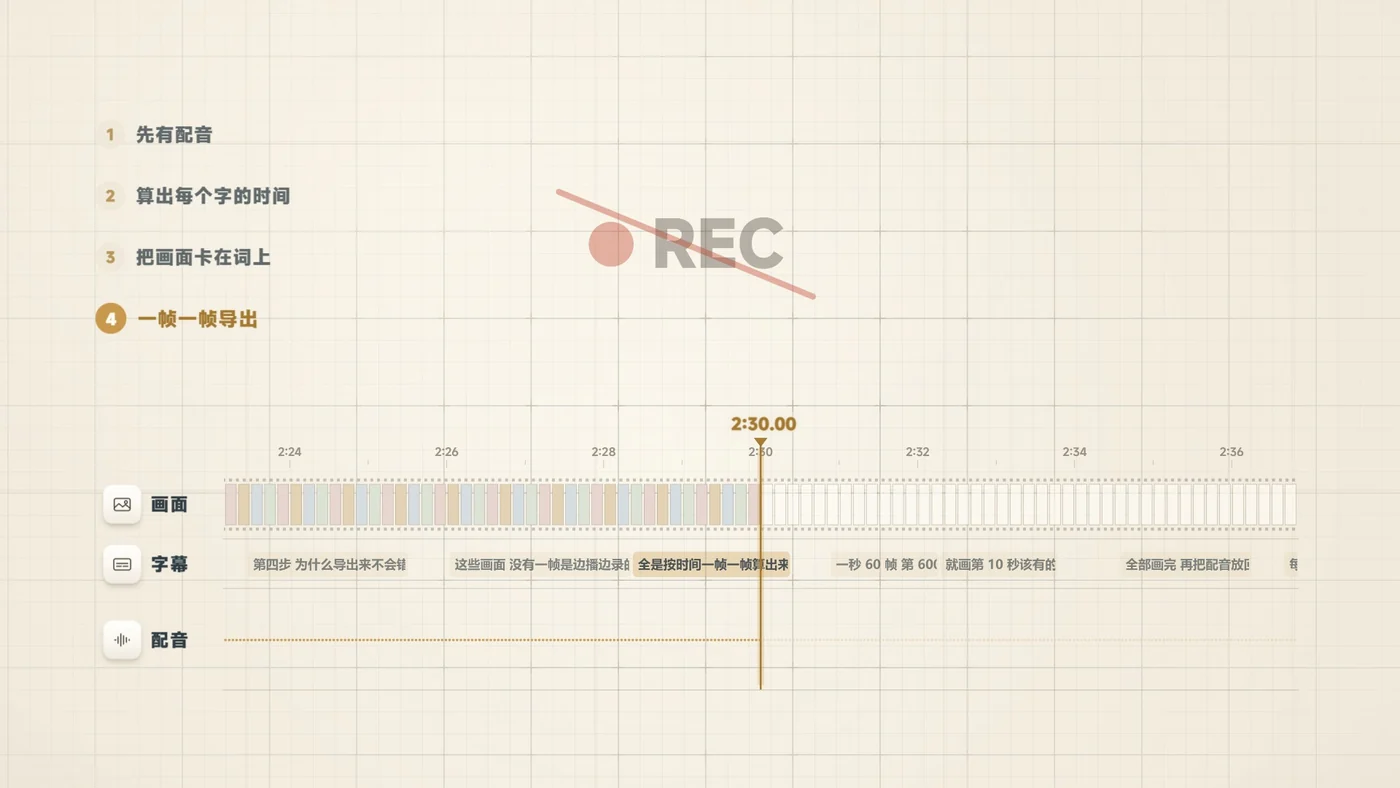 1 先有配音
2 算出每个字的时间
3 把画面卡在词上
4 一帧一帧导出
REC
2:30.00
2:24 2:26 2:28 2:30 2:32 2:34 2:36
画面
字幕 第四步 为什么导出来不会 这些画面 没有一帧是边播边录 全是按时间一帧一帧算出来 一秒 60 帧 第 60 就画第 10 秒该有的 全部画完 再把配音放
配音